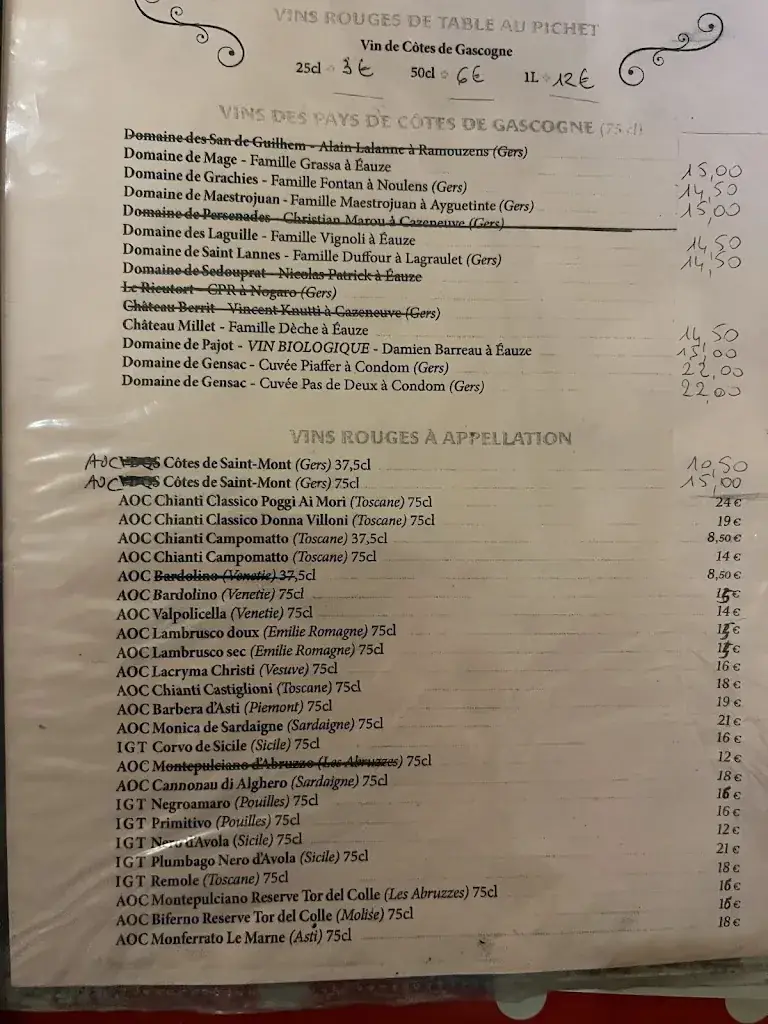 VINS ROUGES DE TABLE AU PICHET
Vin de Côtes de Gascogne
25cl 3€ 50cl 6€ 1L 12€
VINS DES PAYS DE CÔTES DE GASCOGNE (75 cl)
Domaine des San de Guilhem - Alain Lalanne à Ramouzens (Gers)
Domaine de Mage - Famille Grassa à Éauze 15,00
Domaine de Grachies - Famille Fontan à Noulens (Gers) 14,50
Domaine de Maestrojuan - Famille Maestrojuan à Ayguetinte (Gers) 15,00
Domaine de Persenades - Christian Marou à Cazeneuve (Gers)
Domaine des Laguille - Famille Vignoli à Éauze 14,50
Domaine de Saint Lannes - Famille Duffour à Lagraulet (Gers) 14,50
Domaine de Sedouprat - Nicolas Patrick à Éauze
Le Rieutort - CPR à Nogaro (Gers)
Château Berrit - Vincent Knutti à Cazeneuve (Gers)
Château Millet - Famille Dèche à Éauze 14,50
Domaine de Pajot - VIN BIOLOGIQUE - Damien Barreau à Éauze 15,00
Domaine de Gensac - Cuvée Piaffer à Condom (Gers) 22,00
Domaine de Gensac - Cuvée Pas de Deux à Condom (Gers) 22,00
VINS ROUGES À APPELLATION
AOC Côtes de Saint-Mont (Gers) 37,5cl 10,50
AOC Côtes de Saint-Mont (Gers) 75cl 15,00
AOC Chianti Classico Poggi Ai Mori (Toscane) 75cl 24 €
AOC Chianti Classico Donna Villoni (Toscane) 75cl 19 €
AOC Chianti Campomatto (Toscane) 37,5cl 8,50 €
AOC Chianti Campomatto (Toscane) 75cl 14 €
AOC Bardolino (Venetie) 37,5cl 8,50 €
AOC Bardolino (Venetie) 75cl 15 €
AOC Valpolicella (Venetie) 75cl 14 €
AOC Lambrusco doux (Emilie Romagne) 75cl 15 €
AOC Lambrusco sec (Emilie Romagne) 75cl 15 €
AOC Lacryma Christi (Vesuve) 75cl 16 €
AOC Chianti Castiglioni (Toscane) 75cl 18 €
AOC Barbera d'Asti (Piemont) 75cl 19 €
AOC Monica de Sardaigne (Sardaigne) 75cl 21 €
IGT Corvo de Sicile (Sicile) 75cl 16 €
AOC Montepulciano d'Abruzzo (Les Abruzzes) 75cl 12 €
AOC Cannonau di Alghero (Sardaigne) 75cl 18 €
IGT Negroamaro (Pouilles) 75cl 16 €
IGT Primitivo (Pouilles) 75cl 16 €
IGT Nero d'Avola (Sicile) 75cl 12 €
IGT Plumbago Nero d'Avola (Sicile) 75cl 21 €
IGT Remole (Toscane) 75cl 18 €
AOC Montepulciano Reserve Tor del Colle (Les Abruzzes) 75cl 16 €
AOC Biferno Reserve Tor del Colle (Molise) 75cl 16 €
AOC Monferrato Le Marne (Asti) 75cl 18 €